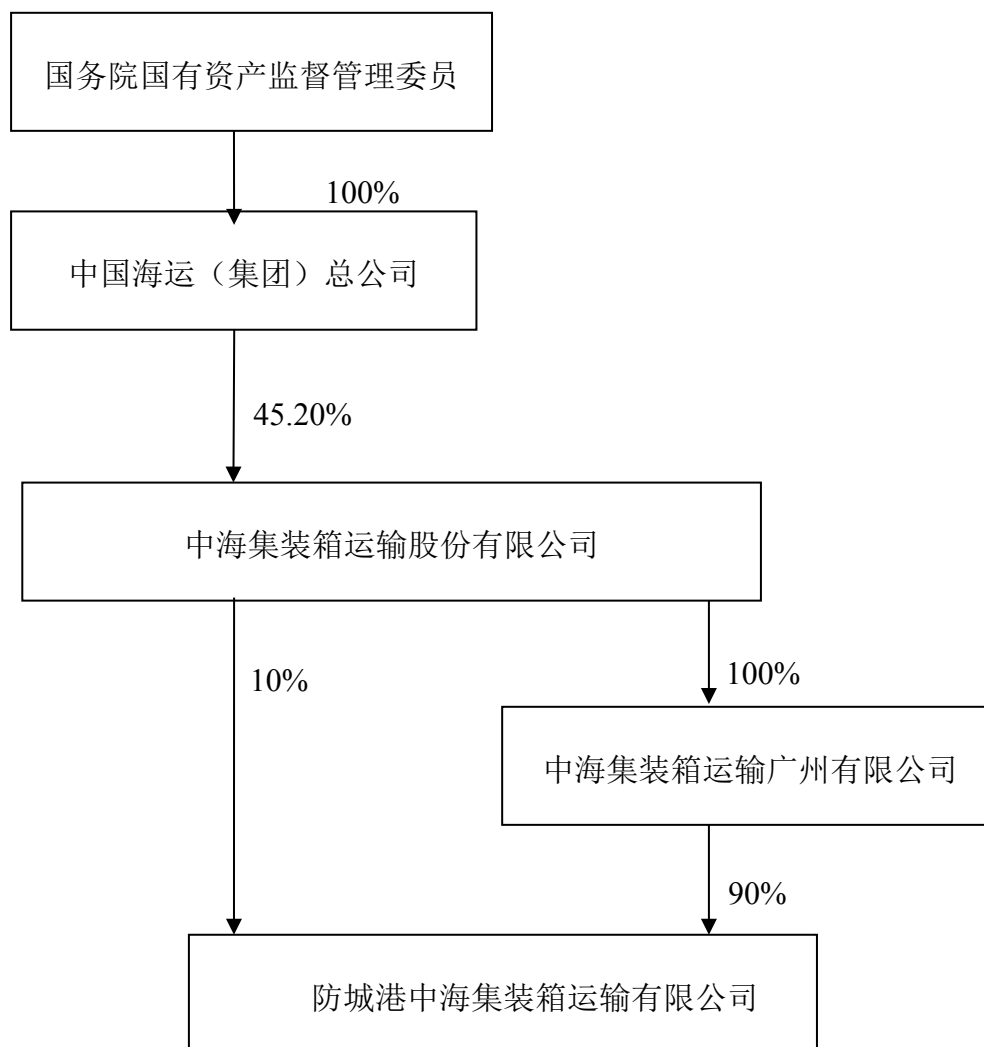 国务院国有资产监督管理委员
100%
中国海运（集团）总公司
45.20%
中海集装箱运输股份有限公司
10%
100%
中海集装箱运输广州有限公司
90%
防城港中海集装箱运输有限公司